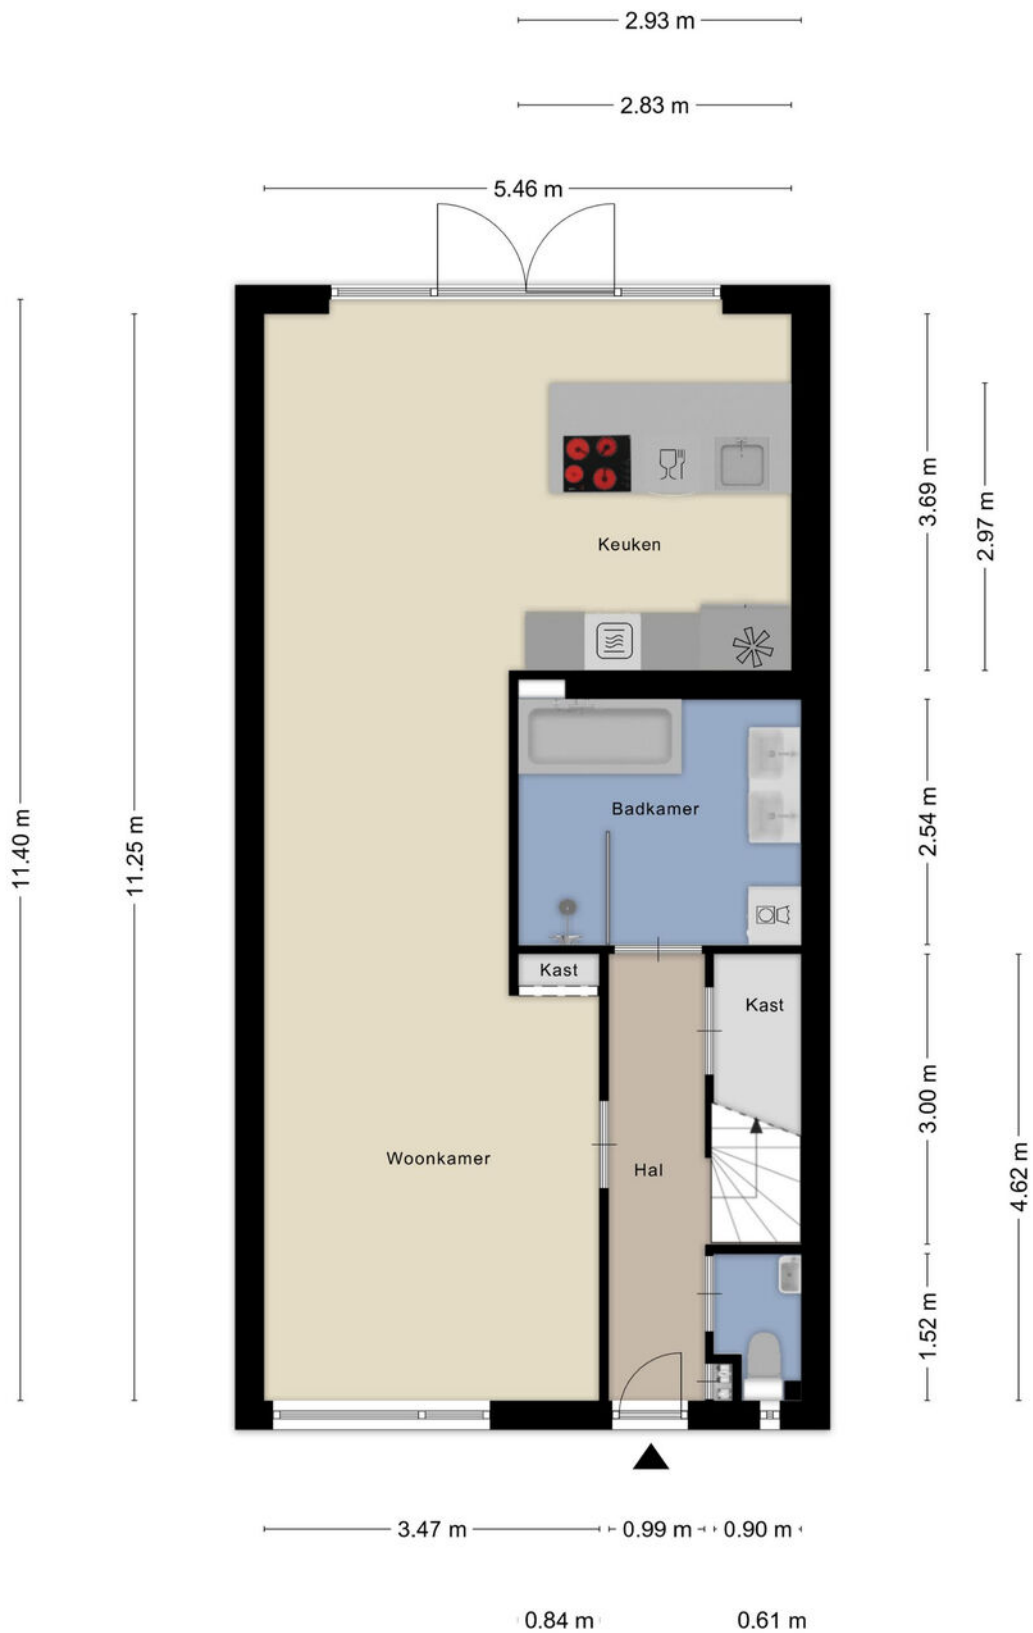 2.93 m
2.83 m
5.46 m
11.40 m
11.25 m
3.69 m
2.97 m
Keuken
Badkamer
2.54 m
Kast
Kast
3.00 m
4.62 m
Woonkamer
Hal
1.52 m
3.47 m
0.99 m
0.90 m
0.84 m
0.61 m